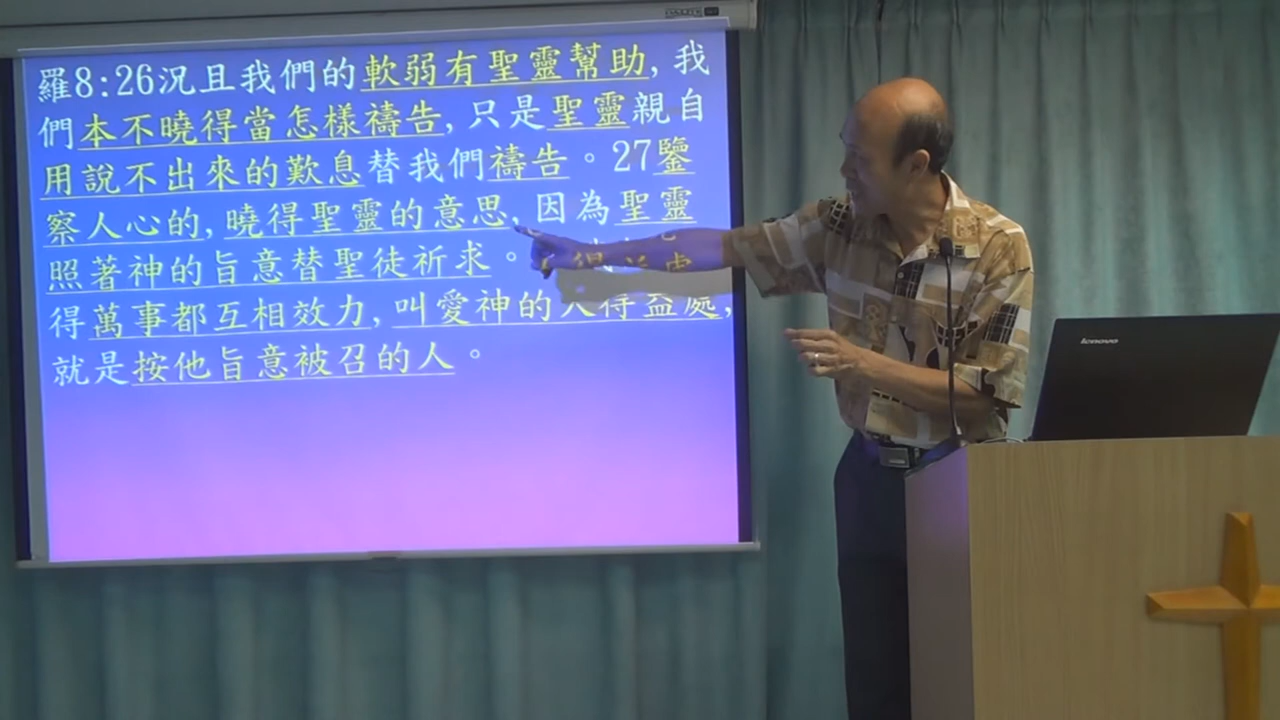 羅8:26況且我們的軟弱有聖靈幫助,我
們本不曉得當怎樣禱告,只是聖靈親自
用說不出來的歎息替我們禱告。27鑒
察人心的,曉得聖靈的意思,因為聖靈
照著神的旨意替聖徒祈求。
得萬事都互相效力,叫愛神的人得益處,
就是按他旨意被召的人。
lenovo